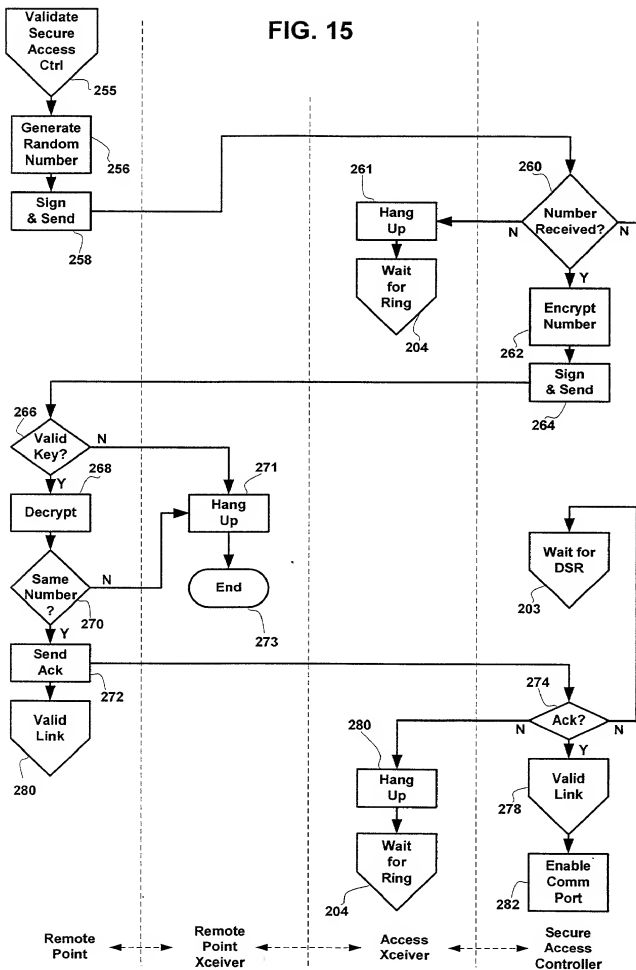 FIG. 15
Validate
Secure
Access
Ctrl
255
Generate
Random
Number
256
Sign
& Send
258
260
Number
Received?
N
N
Y
261
Hang
Up
Wait
for
Ring
204
Encrypt
Number
262
Sign
& Send
264
266
Valid
Key?
N
Y
268
Decrypt
271
Hang
Up
Same
Number
?
N
270
Y
End
273
Wait for
DSR
203
Send
Ack
272
Valid
Link
280
274
Ack?
N
N
Y
280
Hang
Up
Wait
for
Ring
204
Valid
Link
278
Enable
Comm
Port
282
Remote
Point
Remote
Point
Xceiver
Access
Xceiver
Secure
Access
Controller